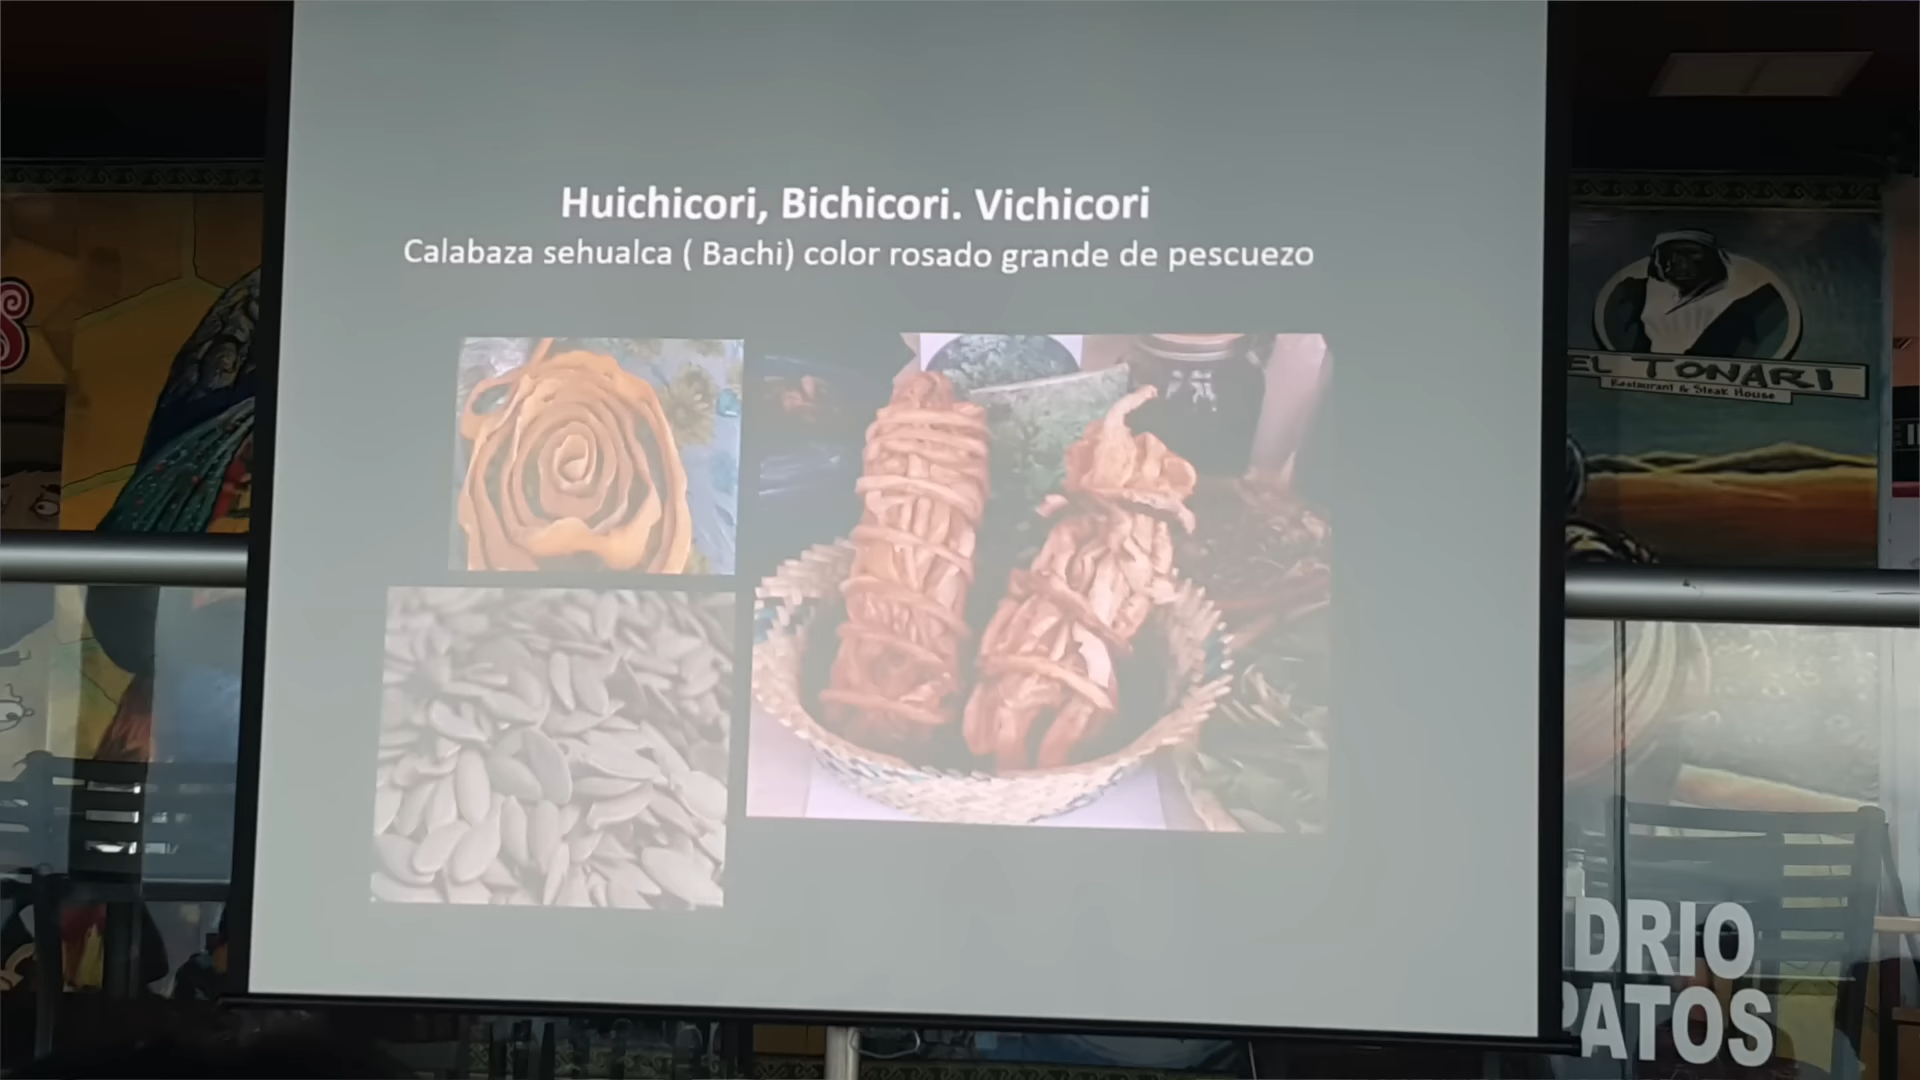 Huichicori, Bichicori. Vichicori
Calabaza sehualca ( Bachi) color rosado grande de pescuezo
EL TONARI
Restaurant & Steak House
DRIO
PATOS